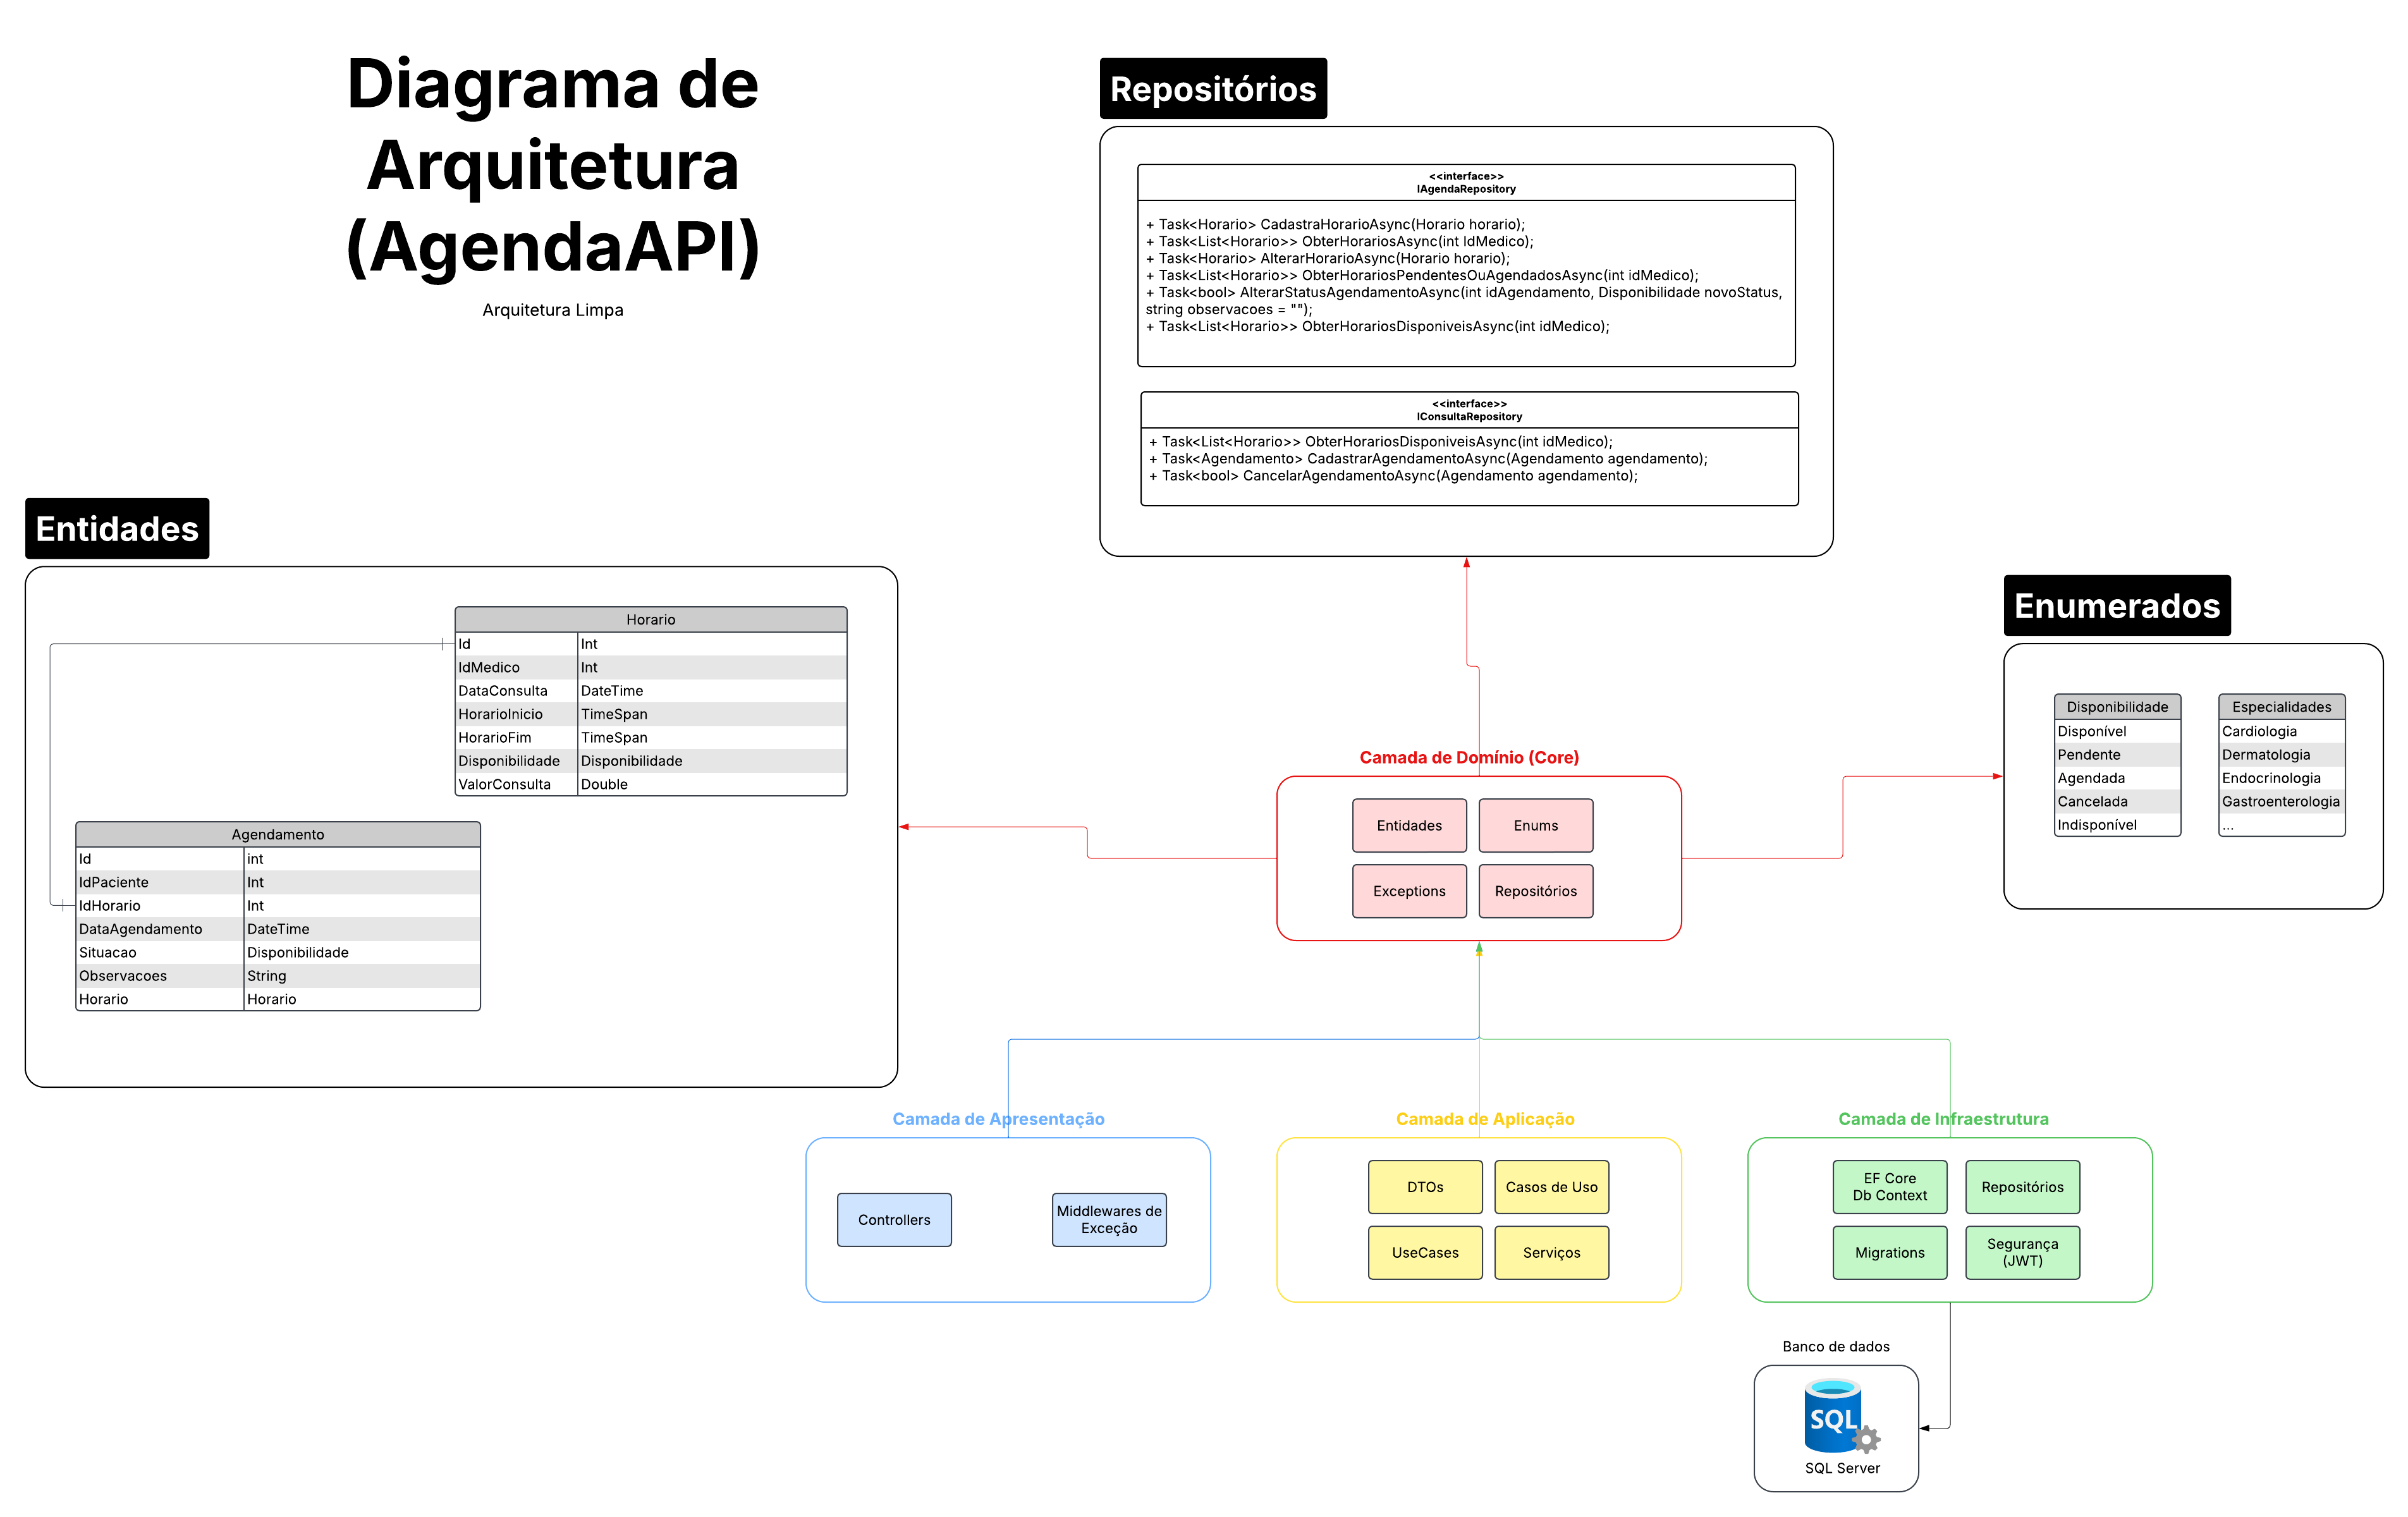 Diagrama de
Arquitetura
(AgendaAPI)
Arquitetura Limpa
Repositórios
<<interface>>
IAgendaRepository
+ Task<Horario> CadastraHorarioAsync(Horario horario);
+ Task<List<Horario>> ObterHorariosAsync(int IdMedico);
+ Task<Horario> AlterarHorarioAsync(Horario horario);
+ Task<List<Horario>> ObterHorariosPendentesOuAgendadosAsync(int idMedico);
+ Task<bool> AlterarStatusAgendamentoAsync(int idAgendamento, Disponibilidade novoStatus,
string observacoes = "");
+ Task<List<Horario>> ObterHorariosDisponiveisAsync(int idMedico);
<<interface>>
IConsultaRepository
+ Task<List<Horario>> ObterHorariosDisponiveisAsync(int idMedico);
+ Task<Agendamento> CadastrarAgendamentoAsync(Agendamento agendamento);
+ Task<bool> CancelarAgendamentoAsync(Agendamento agendamento);
Entidades
Horario
Id Int
IdMedico Int
DataConsulta DateTime
HorarioInicio TimeSpan
HorarioFim TimeSpan
Disponibilidade Disponibilidade
ValorConsulta Double
Agendamento
Id int
IdPaciente Int
IdHorario Int
DataAgendamento DateTime
Situacao Disponibilidade
Observacoes String
Horario Horario
Enumerados
Disponibilidade
Disponível
Pendente
Agendada
Cancelada
Indisponível
Especialidades
Cardiologia
Dermatologia
Endocrinologia
Gastroenterologia
...
Camada de Domínio (Core)
Entidades
Enums
Exceptions
Repositórios
Camada de Apresentação
Controllers
Middlewares de
Exceção
Camada de Aplicação
DTOs
Casos de Uso
UseCases
Serviços
Camada de Infraestrutura
EF Core
Db Context
Repositórios
Migrations
Segurança
(JWT)
Banco de dados
SQL
SQL Server